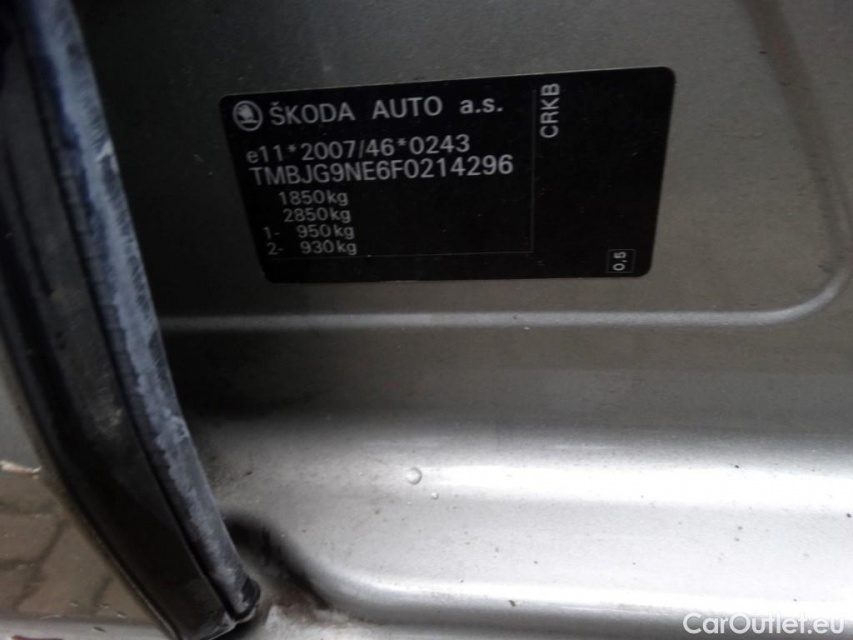 ŠKODA AUTO a.s.
e11*2007/46*0243
TMBJG9NE6F0214296
1850kg
2850kg
1- 950kg
2- 930kg
CRKB
0,5
CarOutlet.eu